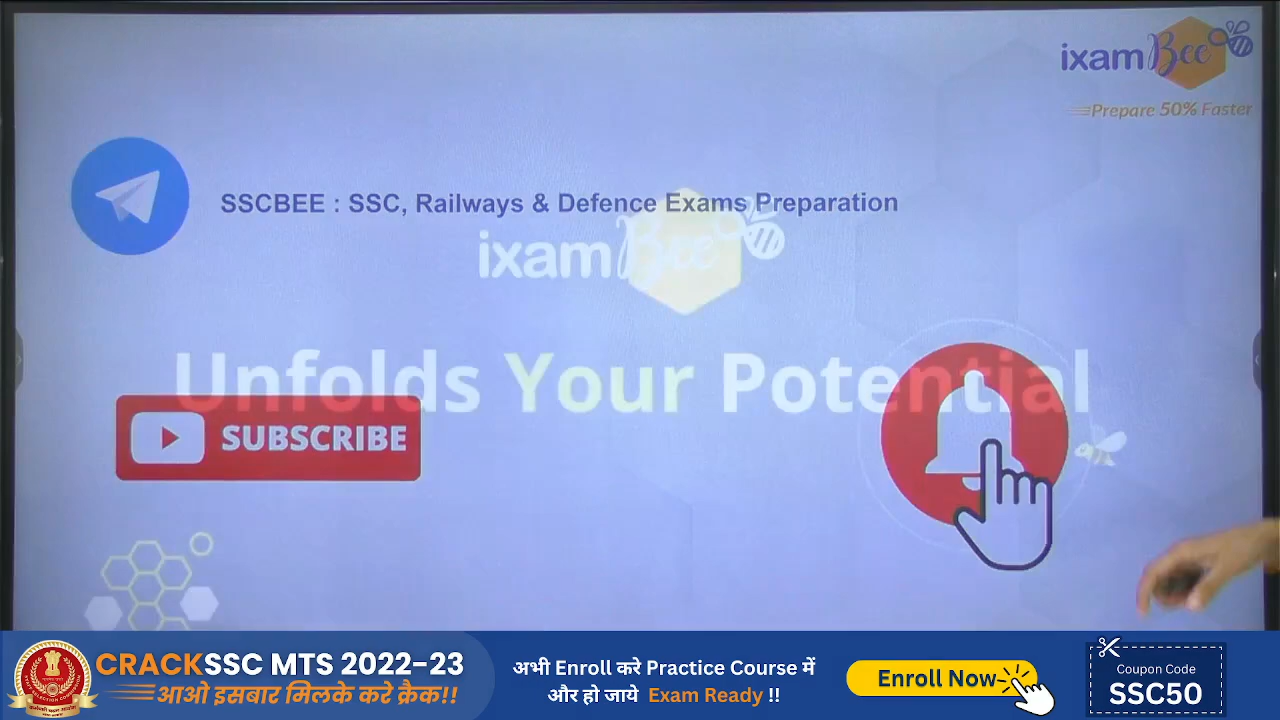 ixamBee
Prepare 50% Faster
SSCBEE : SSC, Railways & Defence Exams Preparation
ixamBee
Unfolds Your Potential
SUBSCRIBE
CRACKSSC MTS 2022-23
आओ इसबार मिलके करे क्रैक!!
अभी Enroll करे Practice Course में
और हो जाये Exam Ready !!
Enroll Now
Coupon Code
SSC50